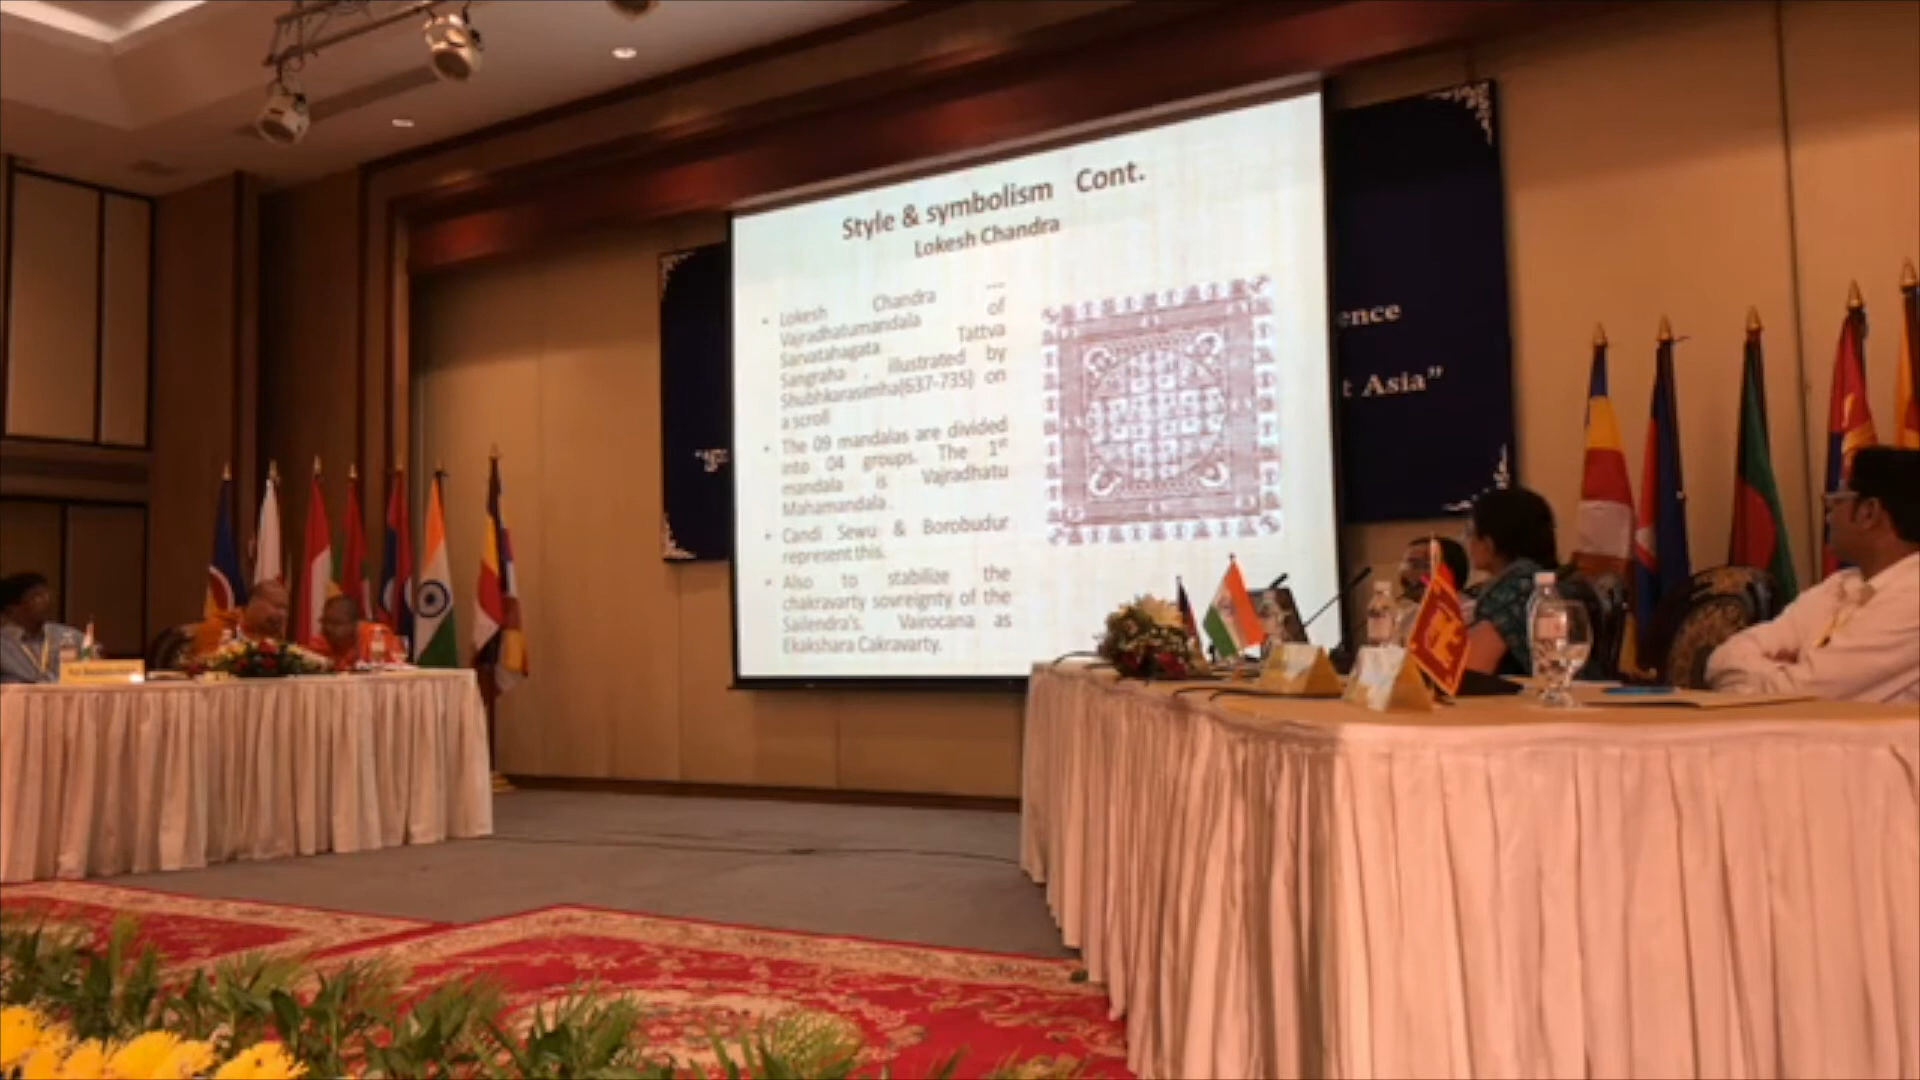 Style & symbolism Cont.
Lokesh Chandra
• Lokesh Chandra ---
Vajradhatumandala of
Sarvatahagata Tattva
Sangraha , illustrated by
Shubhkarasimha(637-735) on
a scroll
• The 09 mandalas are divided
into 04 groups. The 1st
mandala is Vajradhatu
Mahamandala .
• Candi Sewu & Borobudur
represent this.
• Also to stabilize the
chakravarty sovreignty of the
Sailendra's. Vairocana as
Ekakshara Cakravarty.
ence
t Asia”